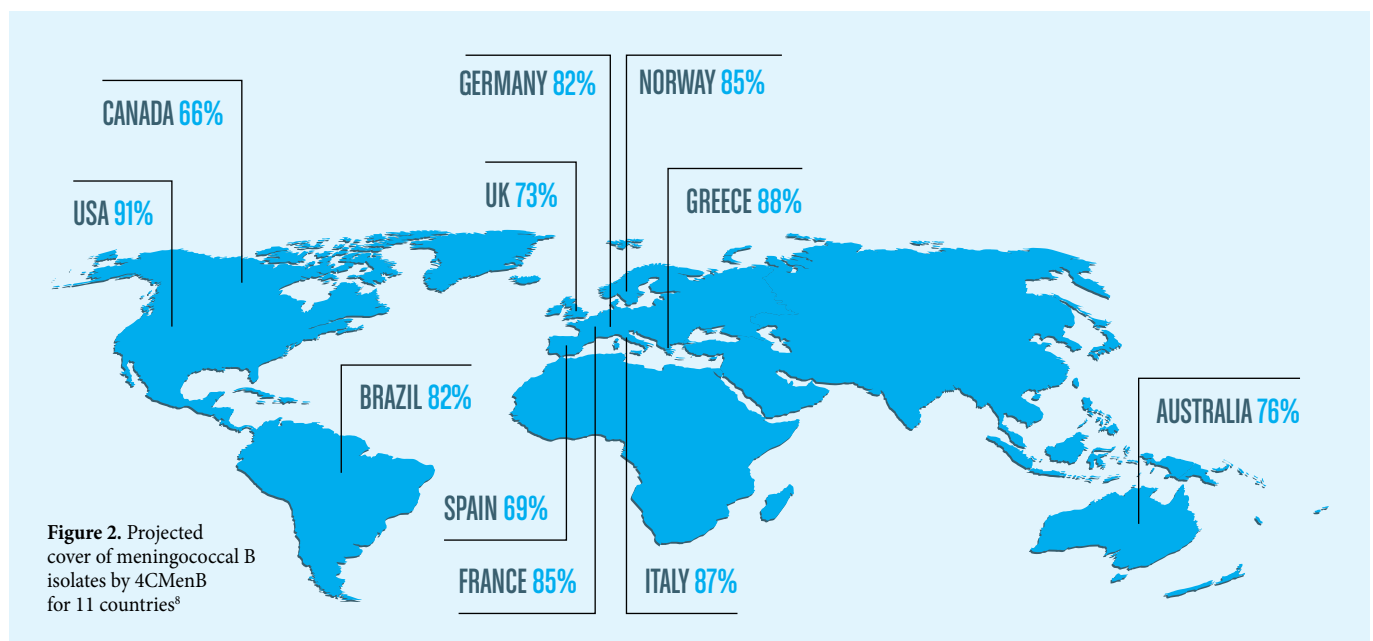 GERMANY 82%
NORWAY 85%
CANADA 66%
UK 73%
GREECE 88%
USA 91%
BRAZIL 82%
AUSTRALIA 76%
SPAIN 69%
FRANCE 85%
ITALY 87%
Figure 2. Projected
cover of meningococcal B
isolates by 4CMenB
for 11 countries⁸